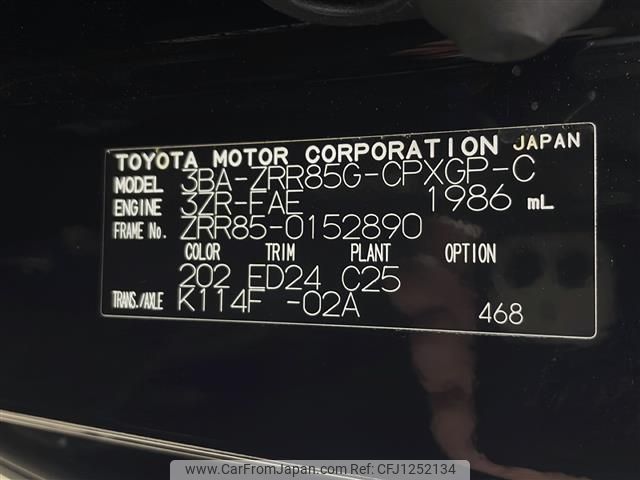 TOYOTA MOTOR CORPORATION JAPAN
MODEL 3BA-ZRR85G-CPXGP-C
ENGINE 3ZR-FAE 1986 mL
FRAME No. ZRR85-0152890
COLOR TRIM PLANT OPTION
202 ED24 C25
TRANS./AXLE K114F -02A 468
www.CarFromJapan.com - CFJ1252134